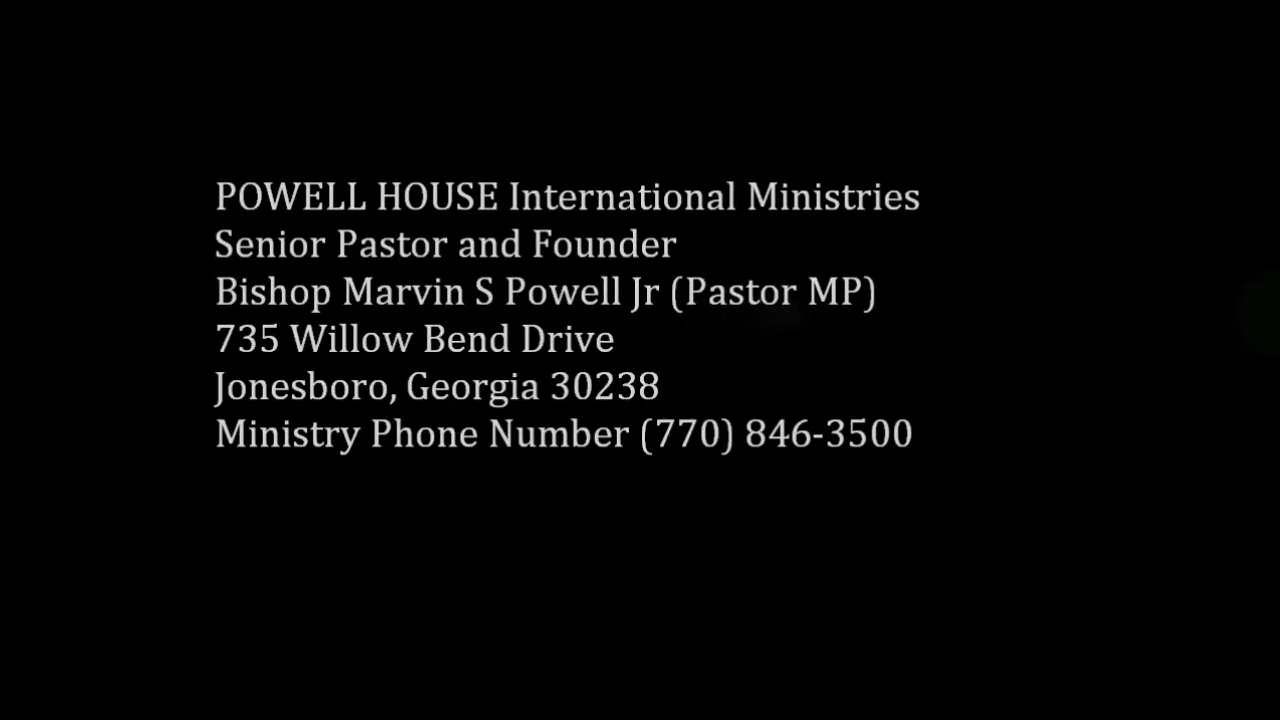 POWELL HOUSE International Ministries
Senior Pastor and Founder
Bishop Marvin S Powell Jr (Pastor MP)
735 Willow Bend Drive
Jonesboro, Georgia 30238
Ministry Phone Number (770) 846-3500